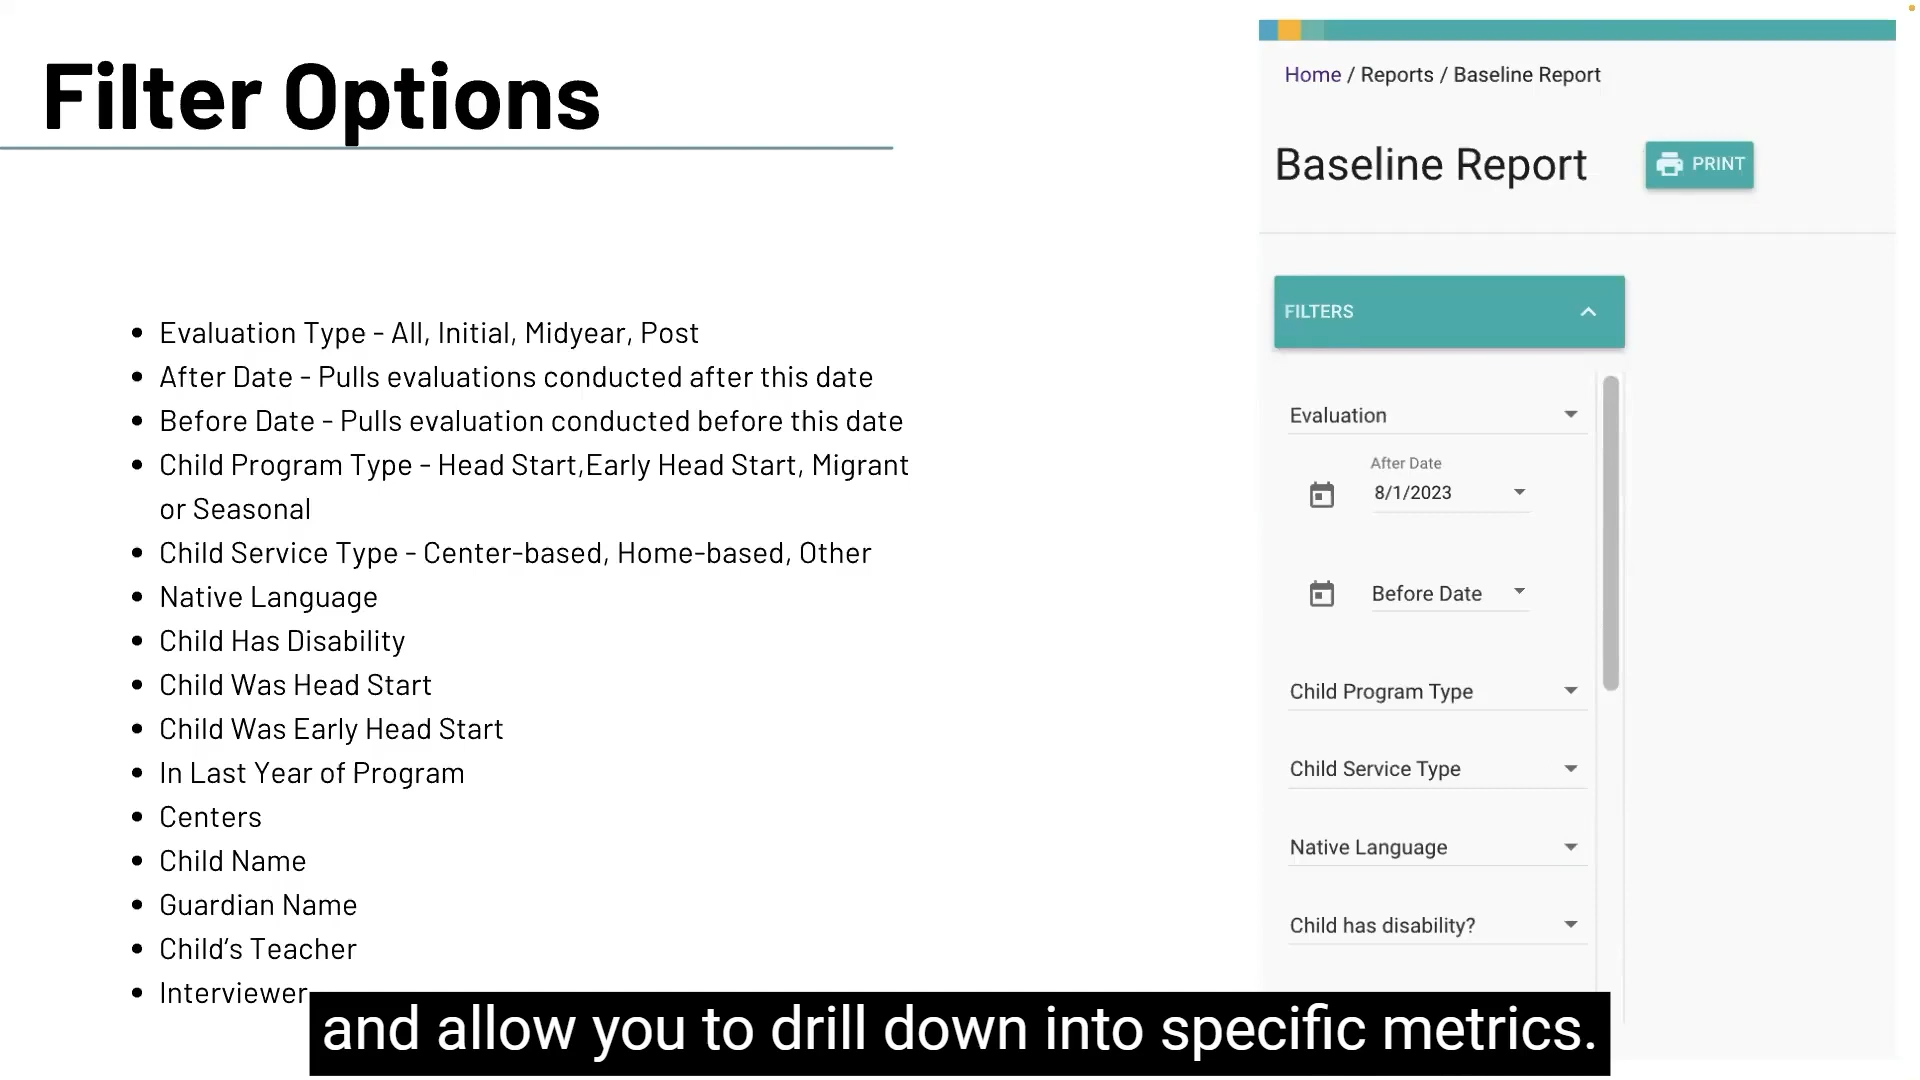 Filter Options
Evaluation Type - All, Initial, Midyear, Post
After Date - Pulls evaluations conducted after this date
Before Date - Pulls evaluation conducted before this date
Child Program Type - Head Start,Early Head Start, Migrant
or Seasonal
Child Service Type - Center-based, Home-based, Other
Native Language
Child Has Disability
Child Was Head Start
Child Was Early Head Start
In Last Year of Program
Centers
Child Name
Guardian Name
Child’s Teacher
Interviewer
Home / Reports / Baseline Report
Baseline Report
PRINT
FILTERS
Evaluation
After Date
8/1/2023
Before Date
Child Program Type
Child Service Type
Native Language
Child has disability?
and allow you to drill down into specific metrics.